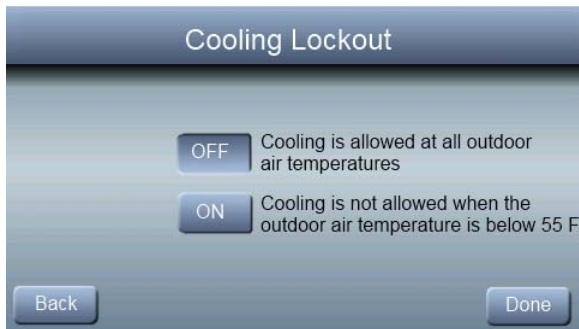 Cooling Lockout
OFF
Cooling is allowed at all outdoor
air temperatures
ON
Cooling is not allowed when the
outdoor air temperature is below 55 F
Back
Done